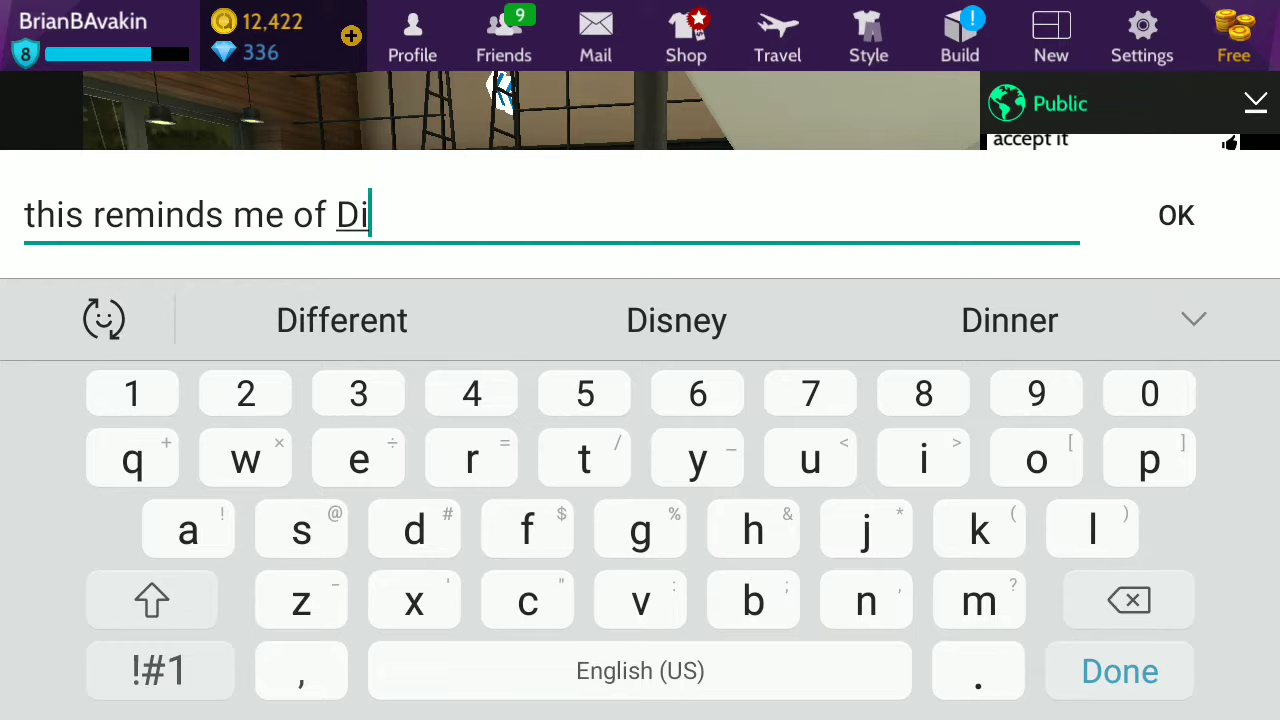 BrianBAvakin
8
12,422
336
Profile
9
Friends
Mail
Shop
Travel
Style
!
Build
New
Settings
Free
Public
accept it
this reminds me of Di
OK
Different Disney Dinner
1 2 3 4 5 6 7 8 9 0
q + w × e ÷ r = t / y _ u < i > o [ p ]
a ! s @ d # f $ g % h & j * k ( l )
z - x ' c " v : b ; n , m ?
!#1 , English (US) . Done